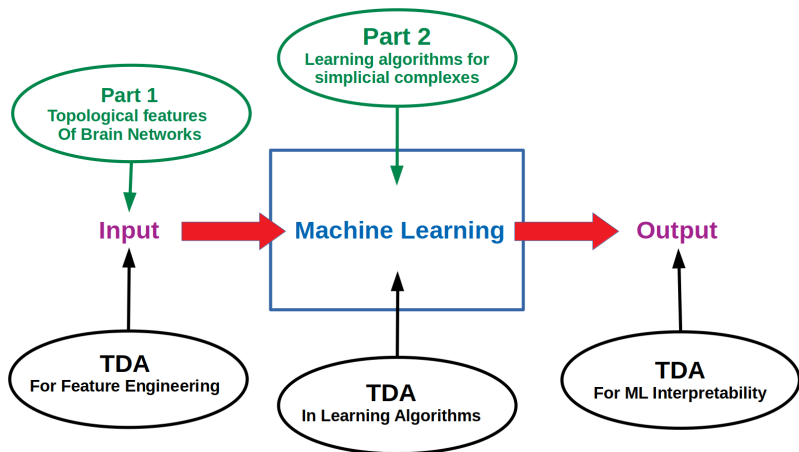 Part 2
Learning algorithms for
simplicial complexes
Part 1
Topological features
Of Brain Networks
Input
Machine Learning
Output
TDA
For Feature Engineering
TDA
In Learning Algorithms
TDA
For ML Interpretability